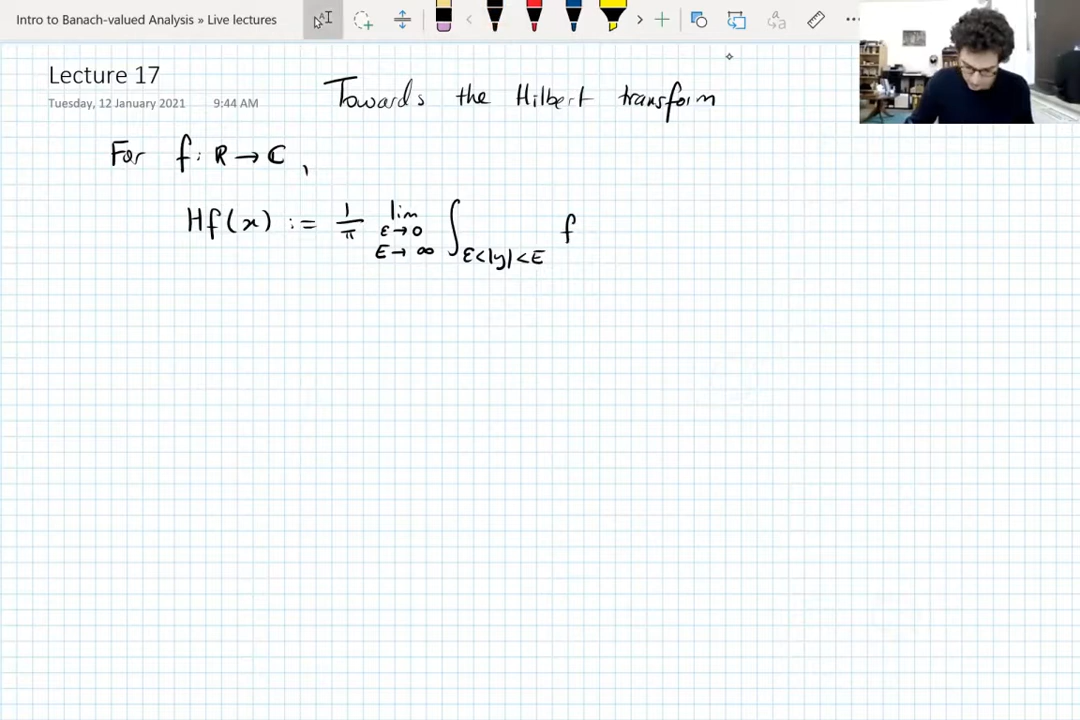 Intro to Banach-valued Analysis » Live lectures
Lecture 17
Tuesday, 12 January 2021 9:44 AM
Towards the Hilbert transform
For f: ℝ → ℂ,
Hf(x) := 1/π lim_{ε→0, E→∞} ∫_{ε<|y|<E} f